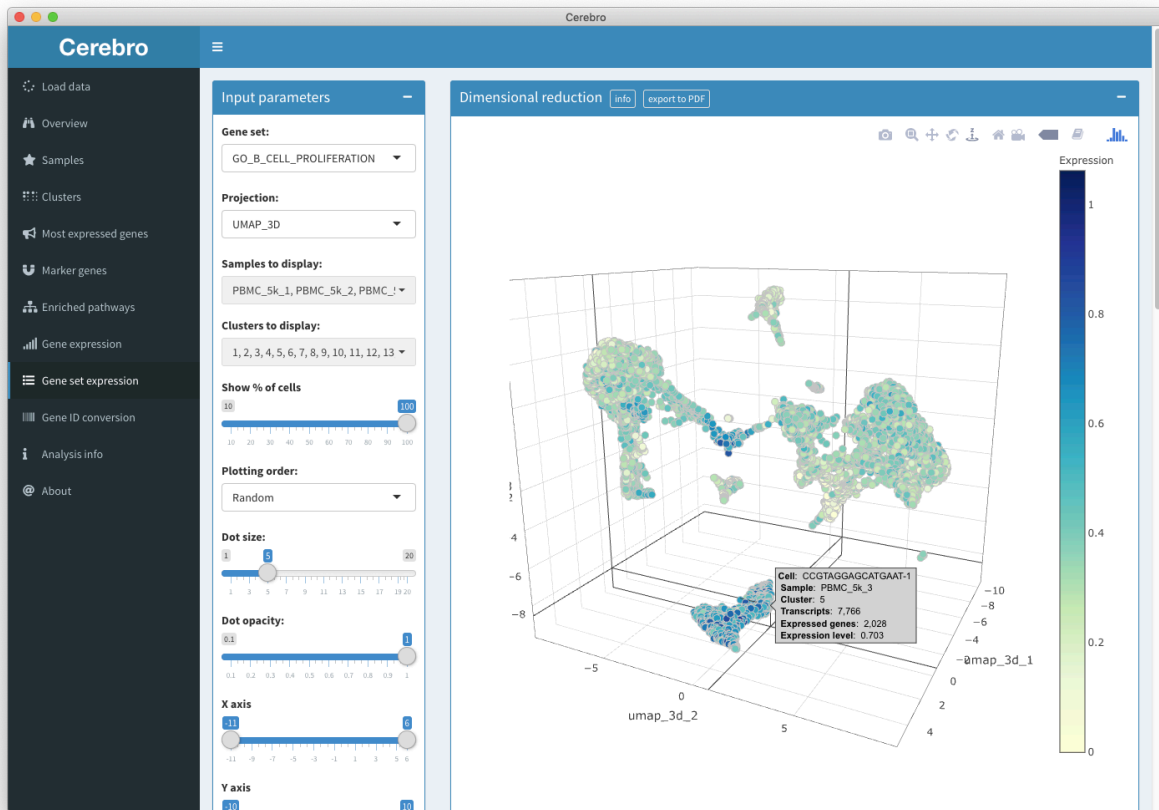 Cerebro
Cerebro
Load data
Overview
Samples
Clusters
Most expressed genes
Marker genes
Enriched pathways
Gene expression
Gene set expression
Gene ID conversion
Analysis info
About
Input parameters
Gene set:
GO_B_CELL_PROLIFERATION
Projection:
UMAP_3D
Samples to display:
PBMC_5k_1, PBMC_5k_2, PBMC_
Clusters to display:
1, 2, 3, 4, 5, 6, 7, 8, 9, 10, 11, 12, 13
Show % of cells
10 100
10 20 30 40 50 60 70 80 90 100
Plotting order:
Random
Dot size:
1 5 20
1 3 5 7 9 11 13 15 17 19 20
Dot opacity:
0.1 1
0.1 0.2 0.3 0.4 0.5 0.6 0.7 0.8 0.9 1
X axis
-11 6
-11 -9 -7 -5 -3 -1 1 3 5 6
Y axis
-10 10
Dimensional reduction info export to PDF
Expression
1
0.8
0.6
0.4
0.2
0
4
−6
−8
−5
0
5
umap_3d_2
−10
−8
−6
−4
umap_3d_1
0
2
4
Cell: CCGTAGGAGCATGAAT-1
Sample: PBMC_5k_3
Cluster: 5
Transcripts: 7,766
Expressed genes: 2,028
Expression level: 0.703